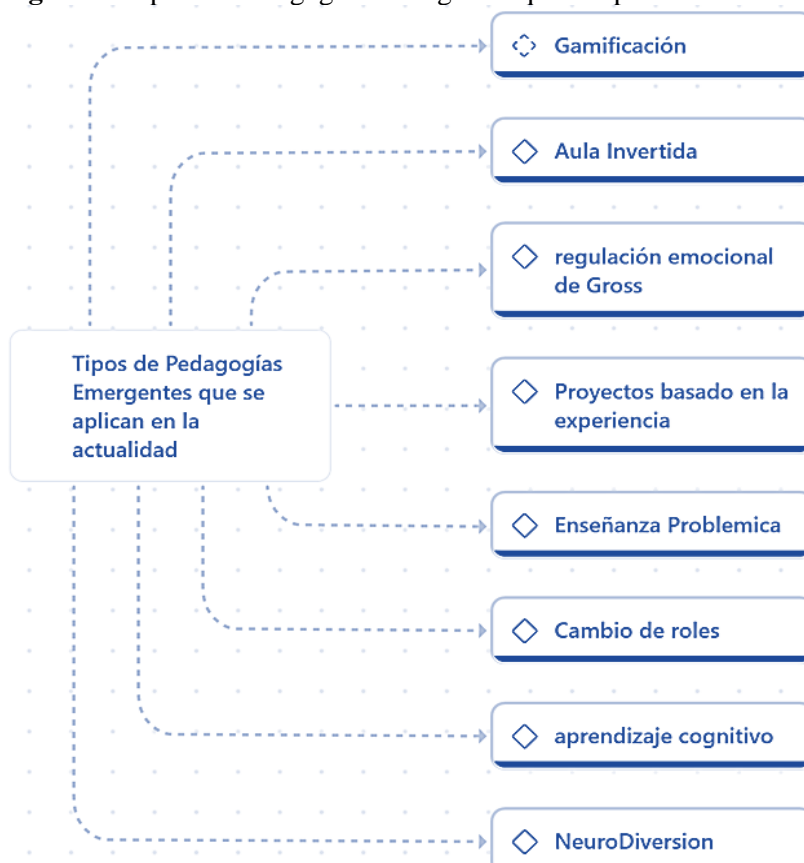 Gamificación
Aula Invertida
regulación emocional
de Gross
Tipos de Pedagogías
Emergentes que se
aplican en la
actualidad
Proyectos basado en la
experiencia
Enseñanza Problemica
Cambio de roles
aprendizaje cognitivo
NeuroDiversion